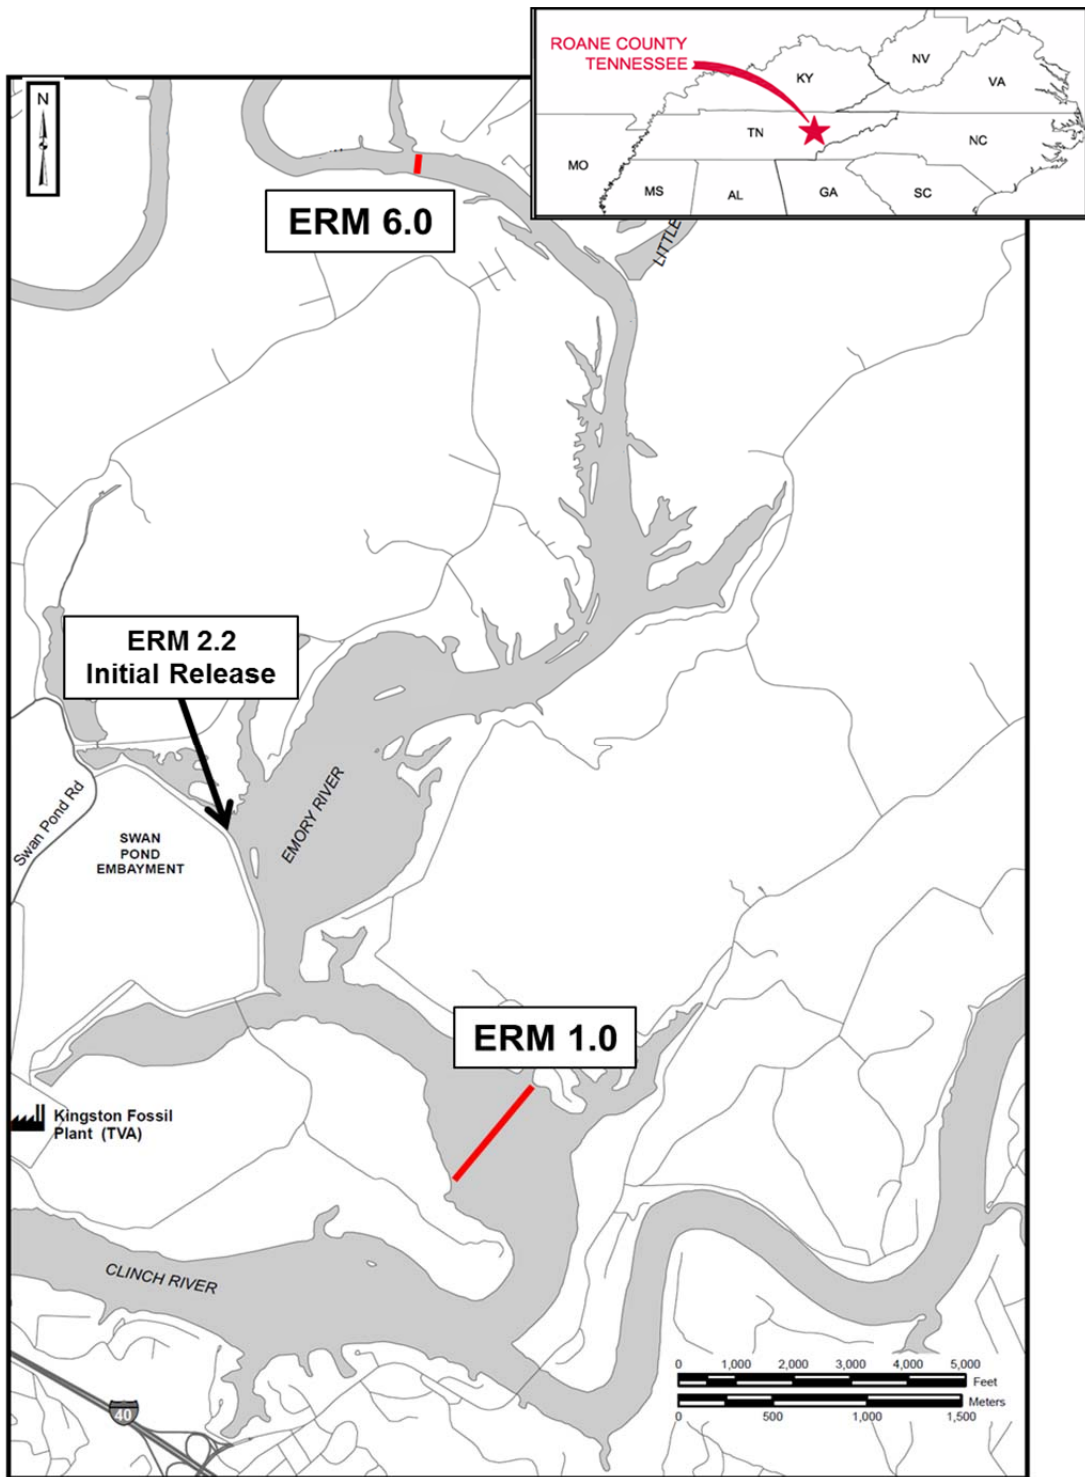 ROANE COUNTY
TENNESSEE
KY
NV
VA
TN
NC
MO
MS
AL
GA
SC
N
ERM 6.0
LITTLE
ERM 2.2
Initial Release
EMORY RIVER
Swan Pond Rd
SWAN
POND
EMBAYMENT
ERM 1.0
Kingston Fossil
Plant (TVA)
CLINCH RIVER
40
0 1,000 2,000 3,000 4,000 5,000
Feet
Meters
0 500 1,000 1,500